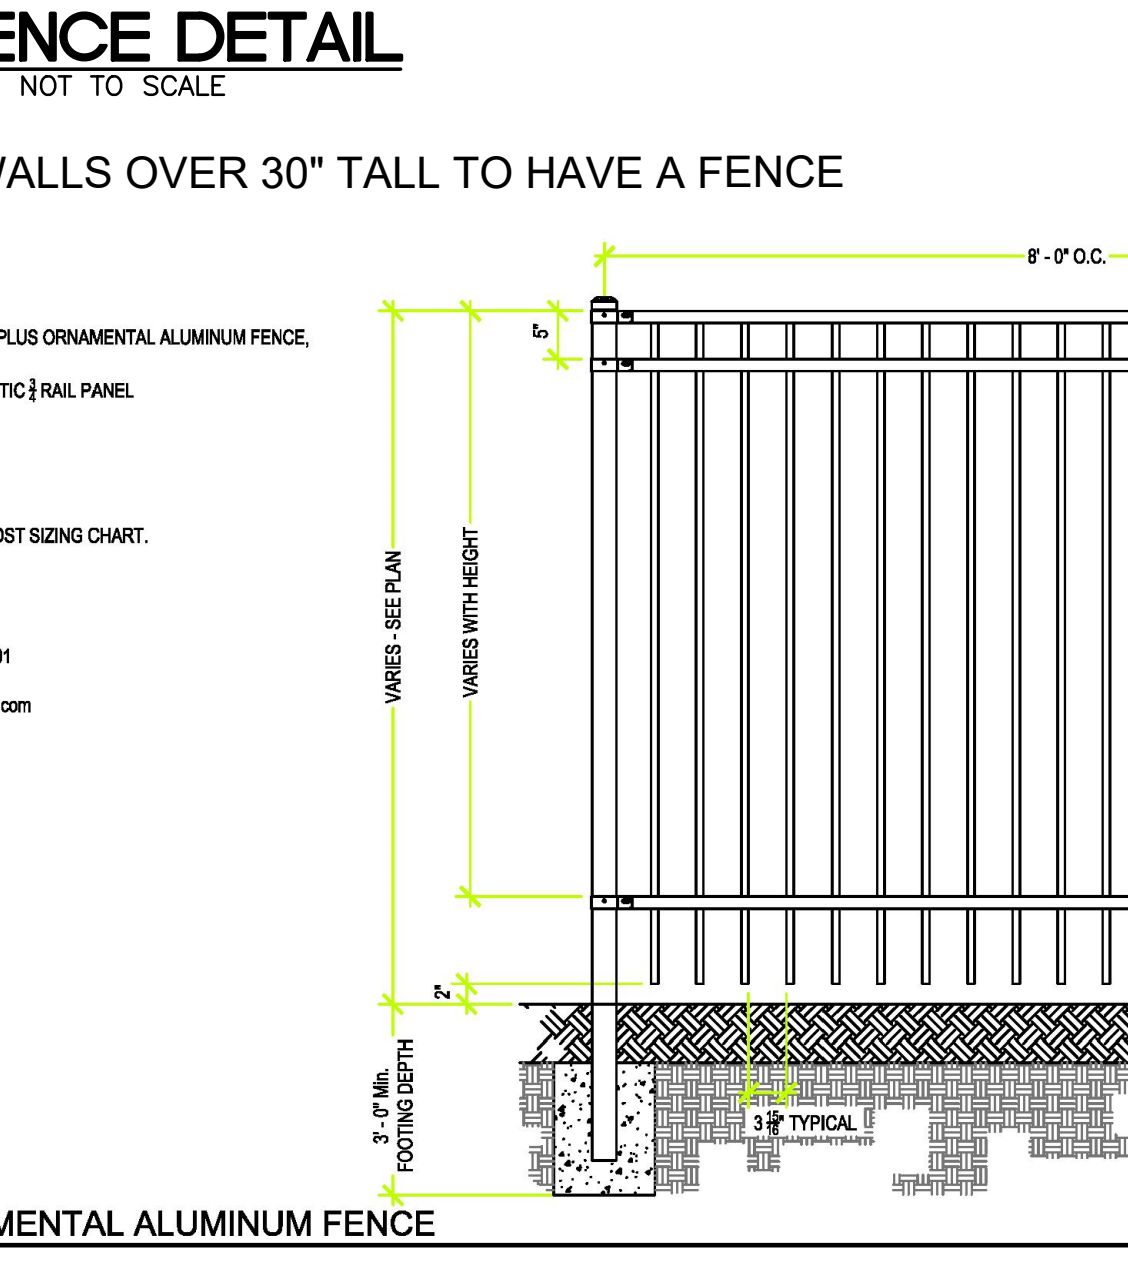 ENCE DETAIL
NOT TO SCALE
WALLS OVER 30" TALL TO HAVE A FENCE
8' - 0" O.C.
PLUS ORNAMENTAL ALUMINUM FENCE,
5"
TIC 3/4 RAIL PANEL
OST SIZING CHART.
VARIES - SEE PLAN
VARIES WITH HEIGHT
01
.com
2"
3' - 0" Min.
FOOTING DEPTH
3 15/16" TYPICAL
MENTAL ALUMINUM FENCE